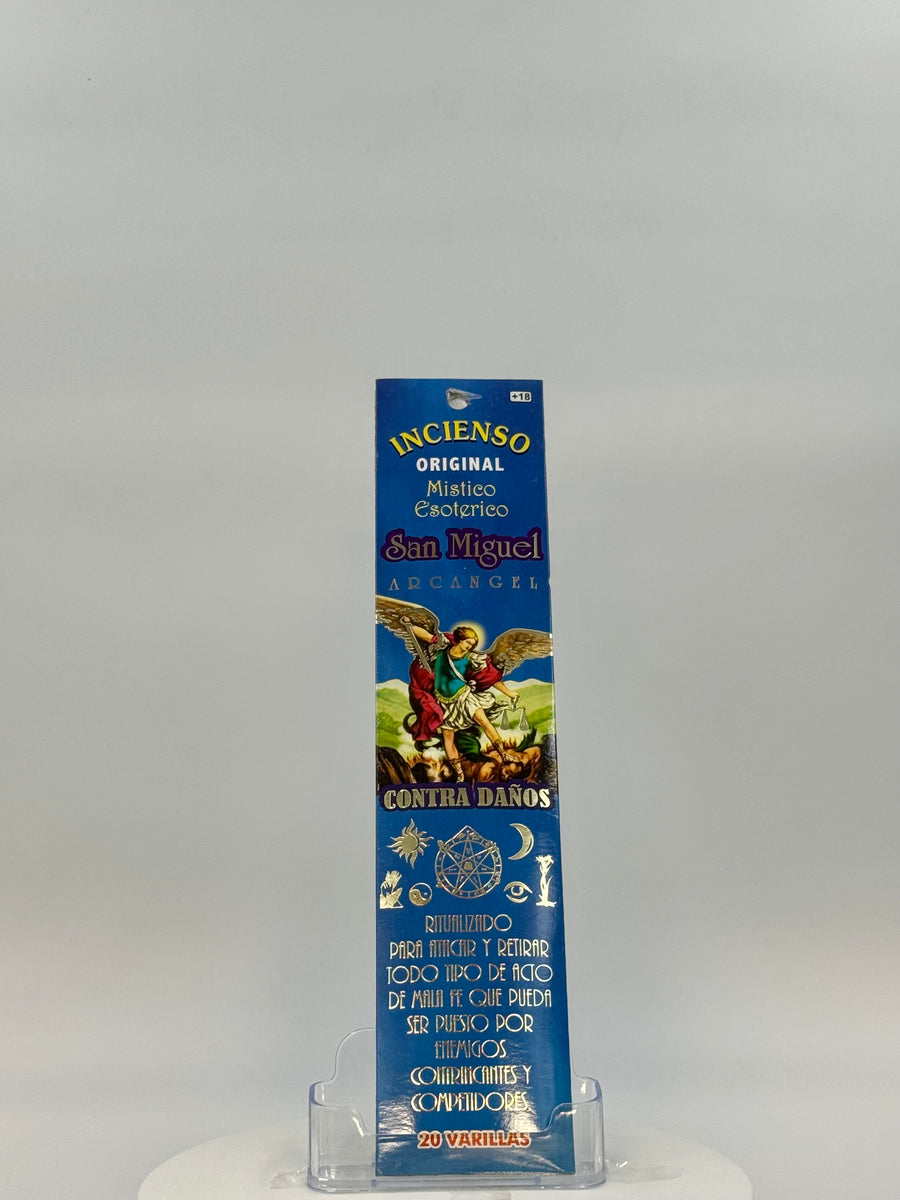 +18
INCIENSO
ORIGINAL
Mistico
Esoterico
San Miguel
ARCANGEL
CONTRA DAÑOS
RITUALIZADO
PARA ATACAR Y RETIRAR
TODO TIPO DE ACTO
DE MALA FE QUE PUEDA
SER PUESTO POR
ENEMIGOS
CONTRINCANTES Y
COMPETIDORES.
20 VARILLAS